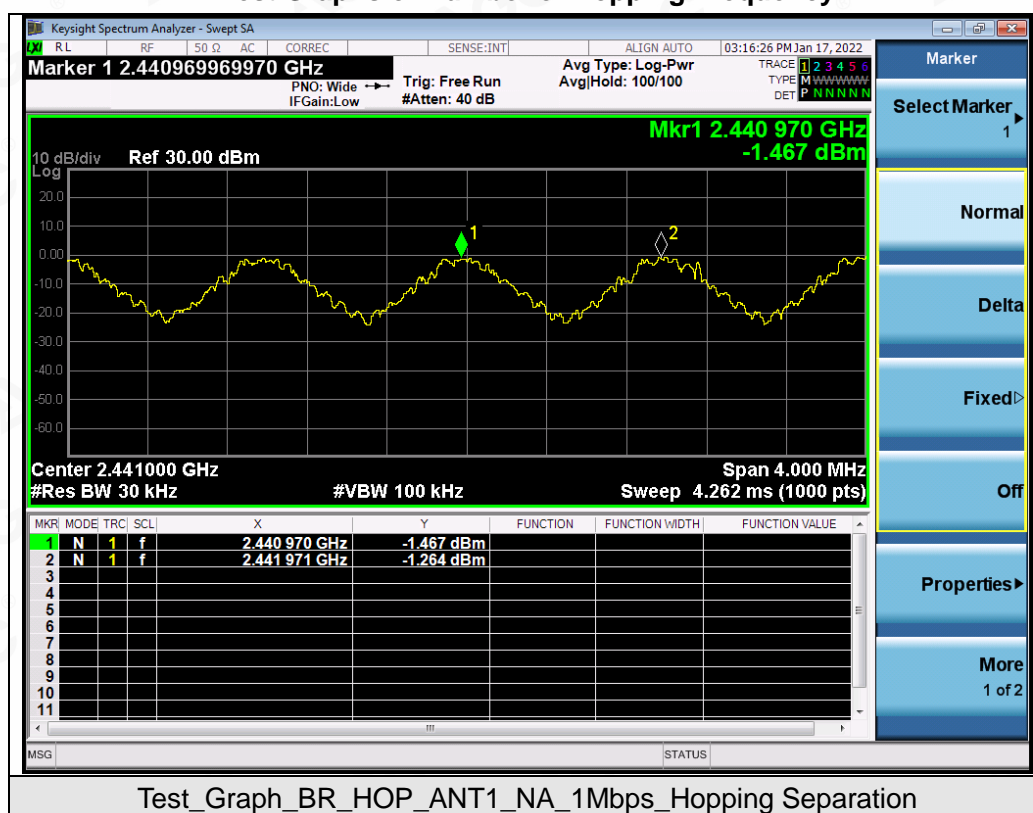 Keysight Spectrum Analyzer - Swept SA
LXI RL RF 50 Ω AC CORREC SENSE:INT ALIGN AUTO 03:16:26 PM Jan 17, 2022
Marker 1 2.440969969970 GHz
PNO: Wide
IFGain:Low
Trig: Free Run
#Atten: 40 dB
Avg Type: Log-Pwr
Avg|Hold: 100/100
TRACE 1 2 3 4 5 6
TYPE M WWWWW
DET P N N N N N
Mkr1 2.440 970 GHz
-1.467 dBm
10 dB/div Ref 30.00 dBm
Log
20.0
10.0
0.00
-10.0
-20.0
-30.0
-40.0
-50.0
-60.0
1
2
Center 2.441000 GHz Span 4.000 MHz
#Res BW 30 kHz #VBW 100 kHz Sweep 4.262 ms (1000 pts)
MKR MODE TRC SCL X Y FUNCTION FUNCTION WIDTH FUNCTION VALUE
1 N 1 f 2.440 970 GHz -1.467 dBm
2 N 1 f 2.441 971 GHz -1.264 dBm
3
4
5
6
7
8
9
10
11
MSG STATUS
Marker
Select Marker
1
Normal
Delta
Fixed
Off
Properties
More
1 of 2
Test_Graph_BR_HOP_ANT1_NA_1Mbps_Hopping Separation